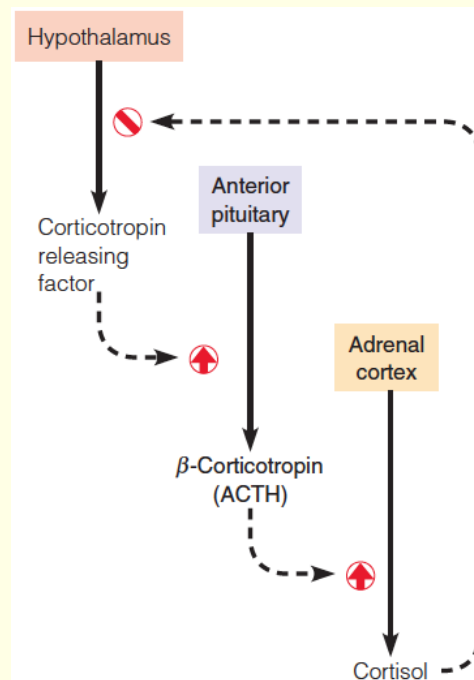 Hypothalamus
Anterior
pituitary
Corticotropin
releasing
factor
Adrenal
cortex
β-Corticotropin
(ACTH)
Cortisol